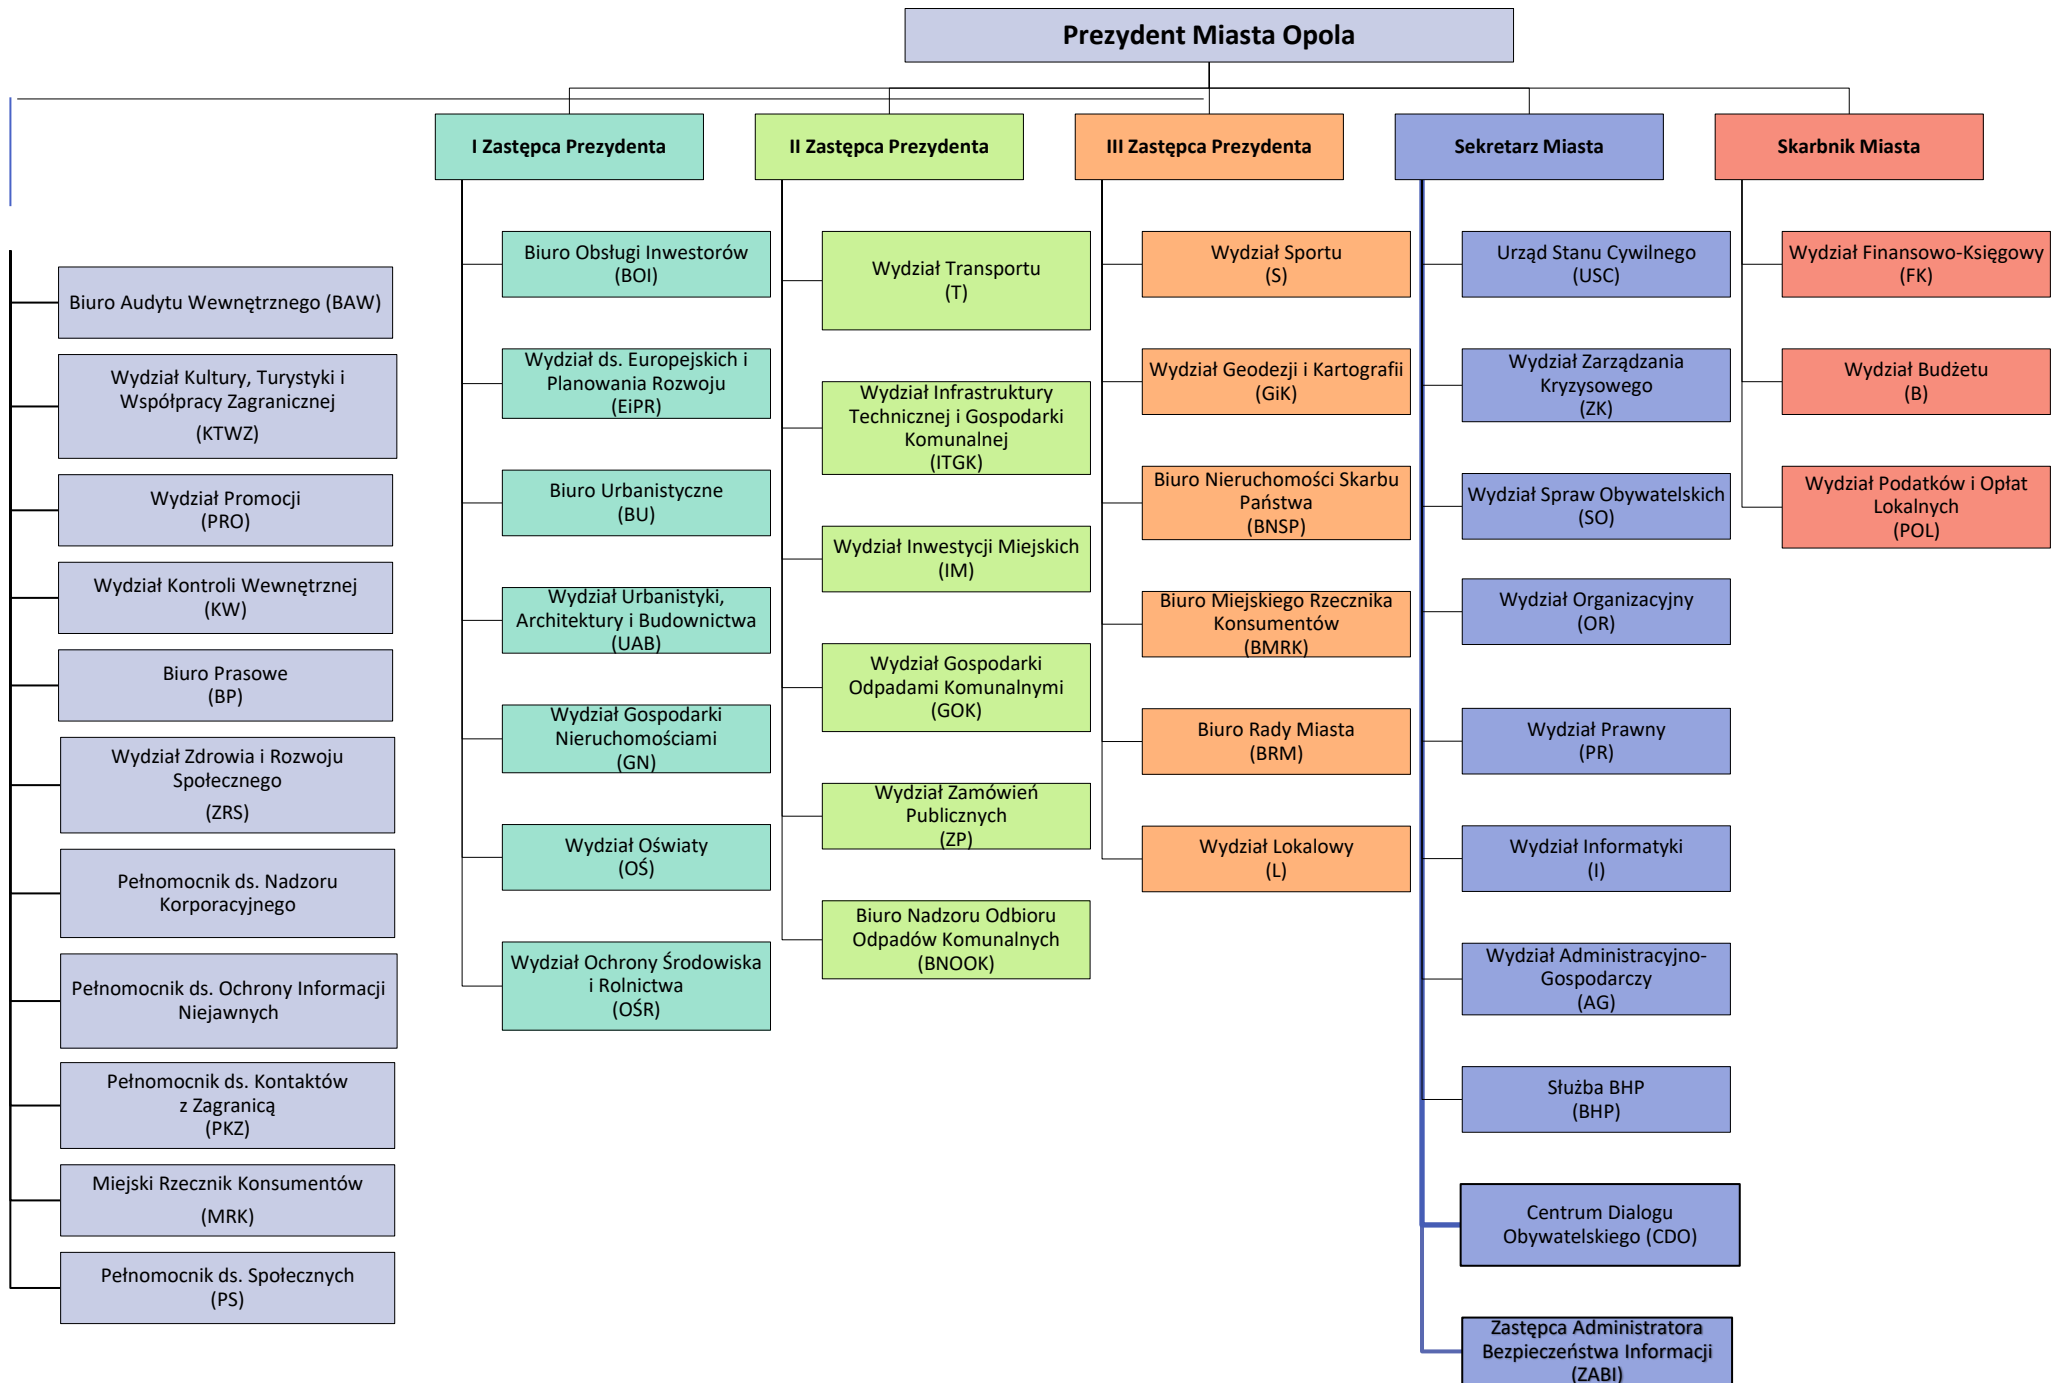 Prezydent Miasta Opola
I Zastępca Prezydenta
II Zastępca Prezydenta
III Zastępca Prezydenta
Sekretarz Miasta
Skarbnik Miasta
Biuro Audytu Wewnętrznego (BAW)
Wydział Kultury, Turystyki i
Współpracy Zagranicznej
(KTWZ)
Wydział Promocji
(PRO)
Wydział Kontroli Wewnętrznej
(KW)
Biuro Prasowe
(BP)
Wydział Zdrowia i Rozwoju
Społecznego
(ZRS)
Pełnomocnik ds. Nadzoru
Korporacyjnego
Pełnomocnik ds. Ochrony Informacji
Niejawnych
Pełnomocnik ds. Kontaktów
z Zagranicą
(PKZ)
Miejski Rzecznik Konsumentów
(MRK)
Pełnomocnik ds. Społecznych
(PS)
Biuro Obsługi Inwestorów
(BOI)
Wydział ds. Europejskich i
Planowania Rozwoju
(EiPR)
Biuro Urbanistyczne
(BU)
Wydział Urbanistyki,
Architektury i Budownictwa
(UAB)
Wydział Gospodarki
Nieruchomościami
(GN)
Wydział Oświaty
(OŚ)
Wydział Ochrony Środowiska
i Rolnictwa
(OŚR)
Wydział Transportu
(T)
Wydział Infrastruktury
Technicznej i Gospodarki
Komunalnej
(ITGK)
Wydział Inwestycji Miejskich
(IM)
Wydział Gospodarki
Odpadami Komunalnymi
(GOK)
Wydział Zamówień
Publicznych
(ZP)
Biuro Nadzoru Odbioru
Odpadów Komunalnych
(BNOOK)
Wydział Sportu
(S)
Wydział Geodezji i Kartografii
(GiK)
Biuro Nieruchomości Skarbu
Państwa
(BNSP)
Biuro Miejskiego Rzecznika
Konsumentów
(BMRK)
Biuro Rady Miasta
(BRM)
Wydział Lokalowy
(L)
Urząd Stanu Cywilnego
(USC)
Wydział Zarządzania
Kryzysowego
(ZK)
Wydział Spraw Obywatelskich
(SO)
Wydział Organizacyjny
(OR)
Wydział Prawny
(PR)
Wydział Informatyki
(I)
Wydział Administracyjno-
Gospodarczy
(AG)
Służba BHP
(BHP)
Centrum Dialogu
Obywatelskiego (CDO)
Zastępca Administratora
Bezpieczeństwa Informacji
(ZABI)
Wydział Finansowo-Księgowy
(FK)
Wydział Budżetu
(B)
Wydział Podatków i Opłat
Lokalnych
(POL)